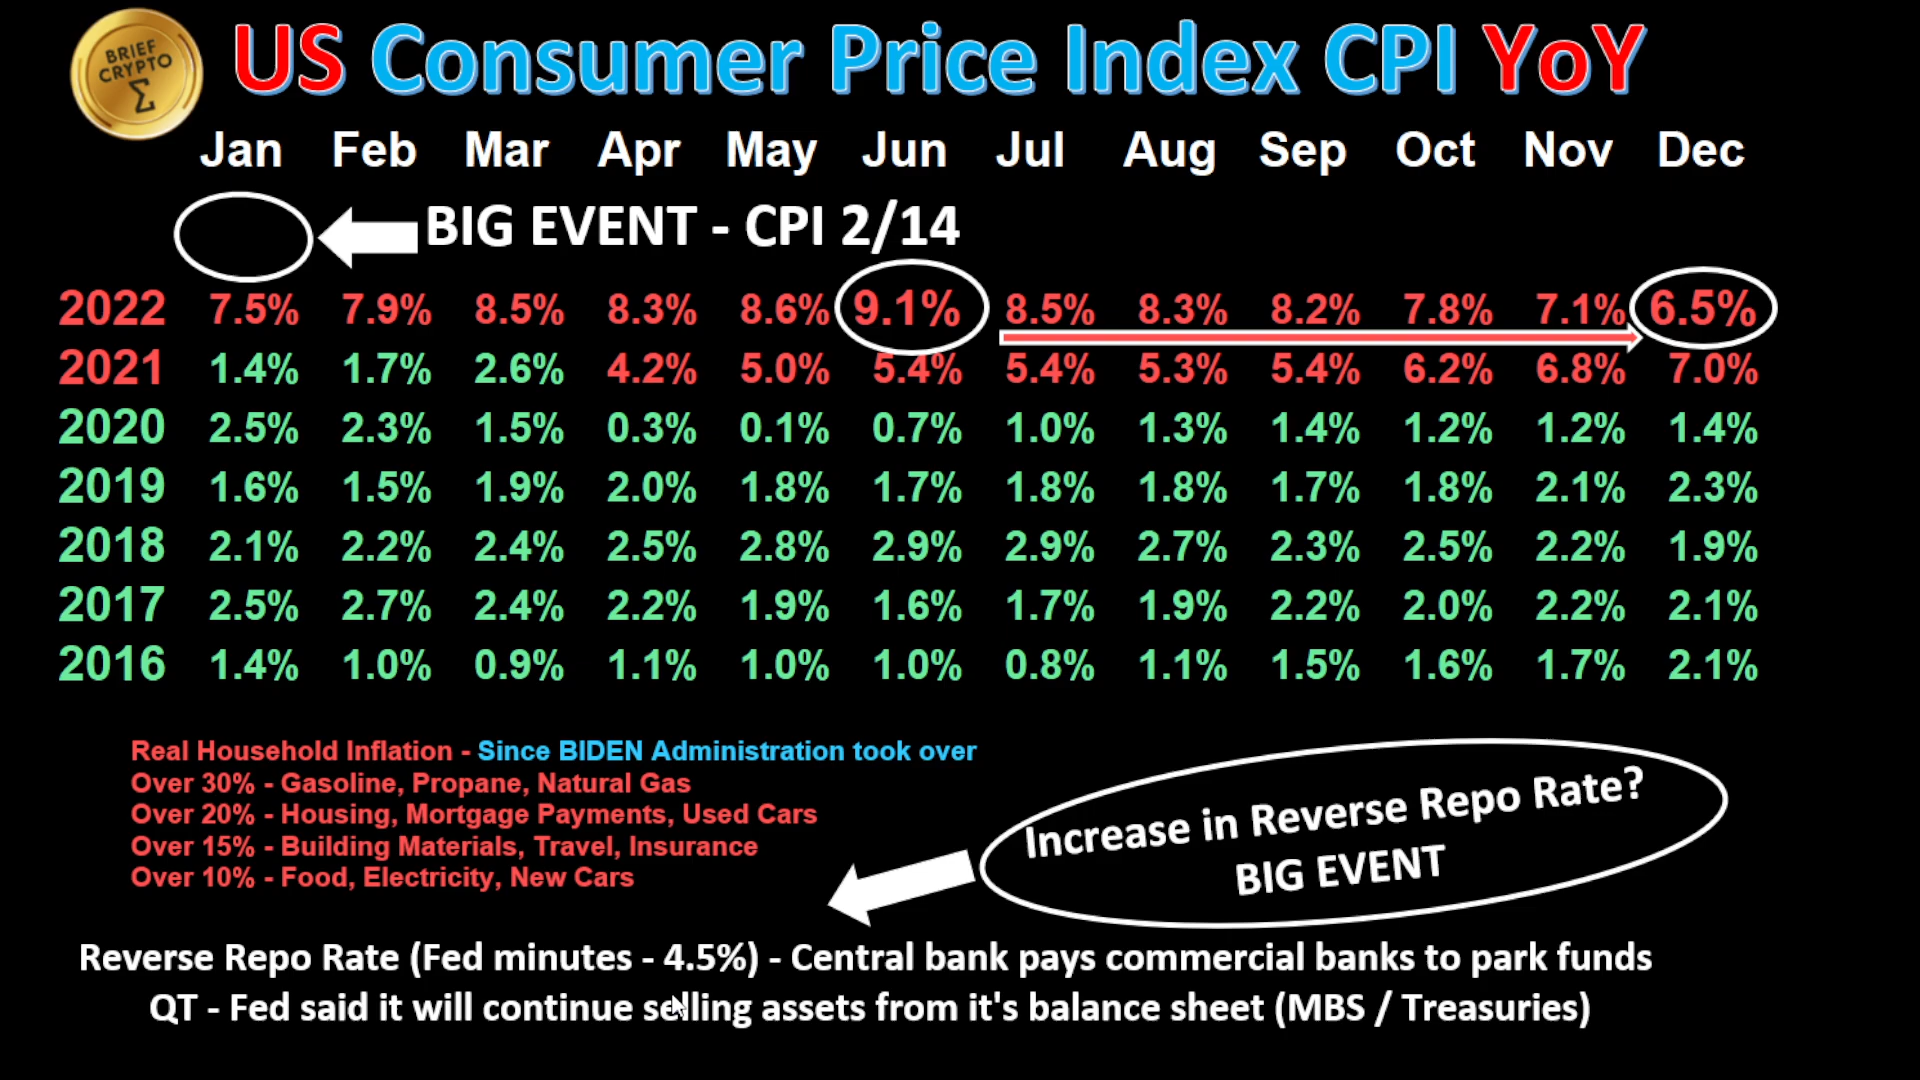 BRIEF
CRYPTO
Σ
US Consumer Price Index CPI YoY
Jan Feb Mar Apr May Jun Jul Aug Sep Oct Nov Dec
BIG EVENT - CPI 2/14
2022 7.5% 7.9% 8.5% 8.3% 8.6% 9.1% 8.5% 8.3% 8.2% 7.8% 7.1% 6.5%
2021 1.4% 1.7% 2.6% 4.2% 5.0% 5.4% 5.4% 5.3% 5.4% 6.2% 6.8% 7.0%
2020 2.5% 2.3% 1.5% 0.3% 0.1% 0.7% 1.0% 1.3% 1.4% 1.2% 1.2% 1.4%
2019 1.6% 1.5% 1.9% 2.0% 1.8% 1.7% 1.8% 1.8% 1.7% 1.8% 2.1% 2.3%
2018 2.1% 2.2% 2.4% 2.5% 2.8% 2.9% 2.9% 2.7% 2.3% 2.5% 2.2% 1.9%
2017 2.5% 2.7% 2.4% 2.2% 1.9% 1.6% 1.7% 1.9% 2.2% 2.0% 2.2% 2.1%
2016 1.4% 1.0% 0.9% 1.1% 1.0% 1.0% 0.8% 1.1% 1.5% 1.6% 1.7% 2.1%
Real Household Inflation - Since BIDEN Administration took over
Over 30% - Gasoline, Propane, Natural Gas
Over 20% - Housing, Mortgage Payments, Used Cars
Over 15% - Building Materials, Travel, Insurance
Over 10% - Food, Electricity, New Cars
Increase in Reverse Repo Rate?
BIG EVENT
Reverse Repo Rate (Fed minutes - 4.5%) - Central bank pays commercial banks to park funds
QT - Fed said it will continue selling assets from it's balance sheet (MBS / Treasuries)